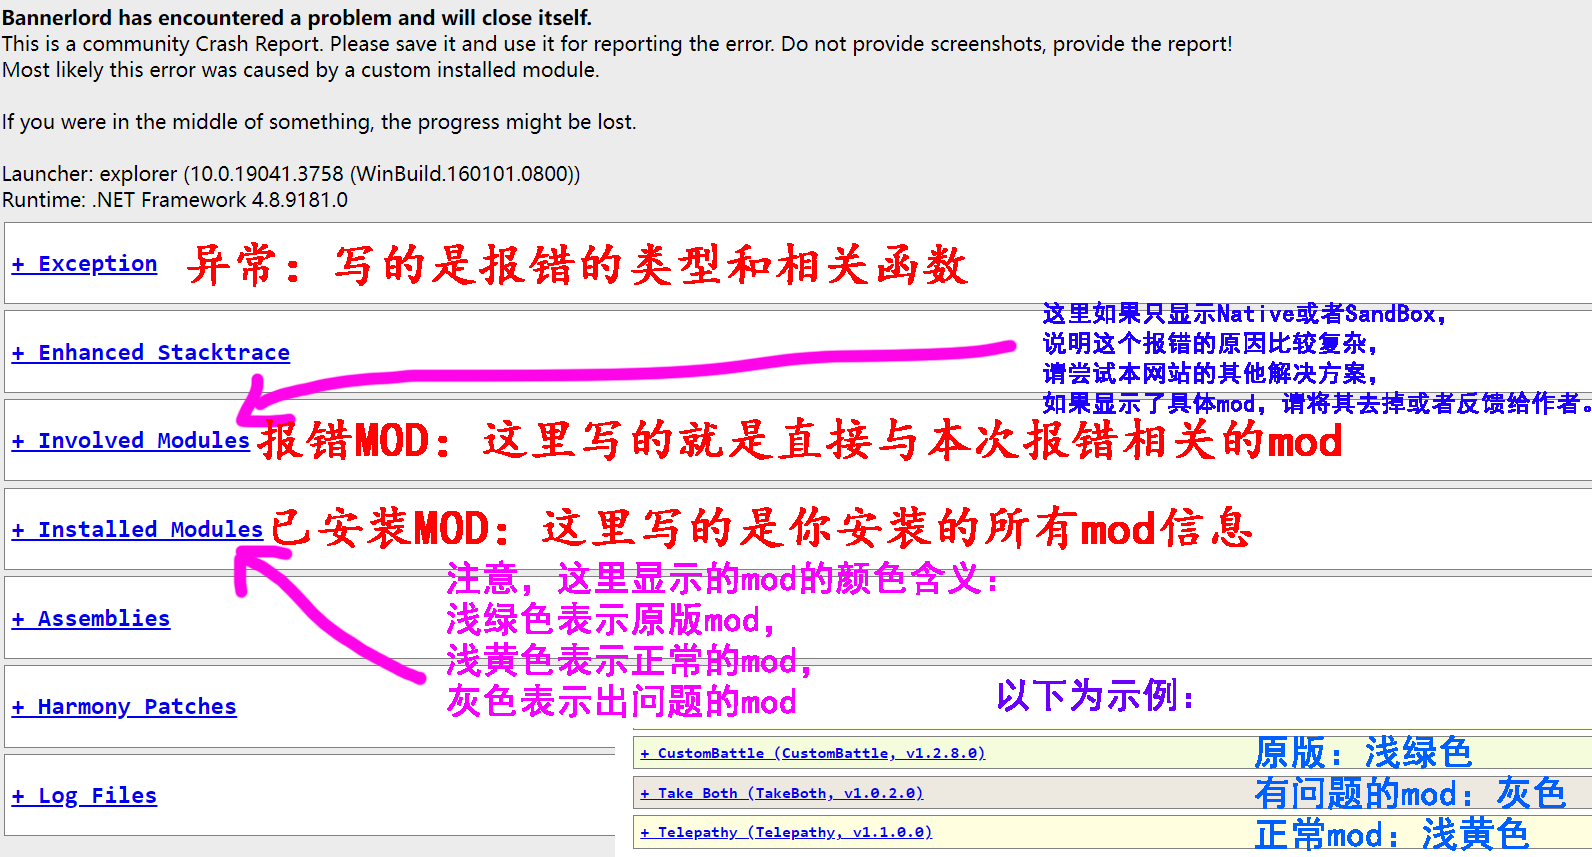 Bannerlord has encountered a problem and will close itself.
This is a community Crash Report. Please save it and use it for reporting the error. Do not provide screenshots, provide the report!
Most likely this error was caused by a custom installed module.
If you were in the middle of something, the progress might be lost.
Launcher: explorer (10.0.19041.3758 (WinBuild.160101.0800))
Runtime: .NET Framework 4.8.9181.0
+ Exception 异常：写的是报错的类型和相关函数
这里如果只显示Native或者SandBox，
说明这个报错的原因比较复杂，
请尝试本网站的其他解决方案，
如果显示了具体mod，请将其去掉或者反馈给作者。
+ Enhanced Stacktrace
+ Involved Modules 报错MOD：这里写的就是直接与本次报错相关的mod
+ Installed Modules 已安装MOD：这里写的是你安装的所有mod信息
注意，这里显示的mod的颜色含义：
浅绿色表示原版mod，
浅黄色表示正常的mod，
灰色表示出问题的mod
+ Assemblies
+ Harmony Patches
+ Log Files
以下为示例：
+ CustomBattle (CustomBattle, v1.2.8.0) 原版：浅绿色
+ Take Both (TakeBoth, v1.0.2.0) 有问题的mod：灰色
+ Telepathy (Telepathy, v1.1.0.0) 正常mod：浅黄色